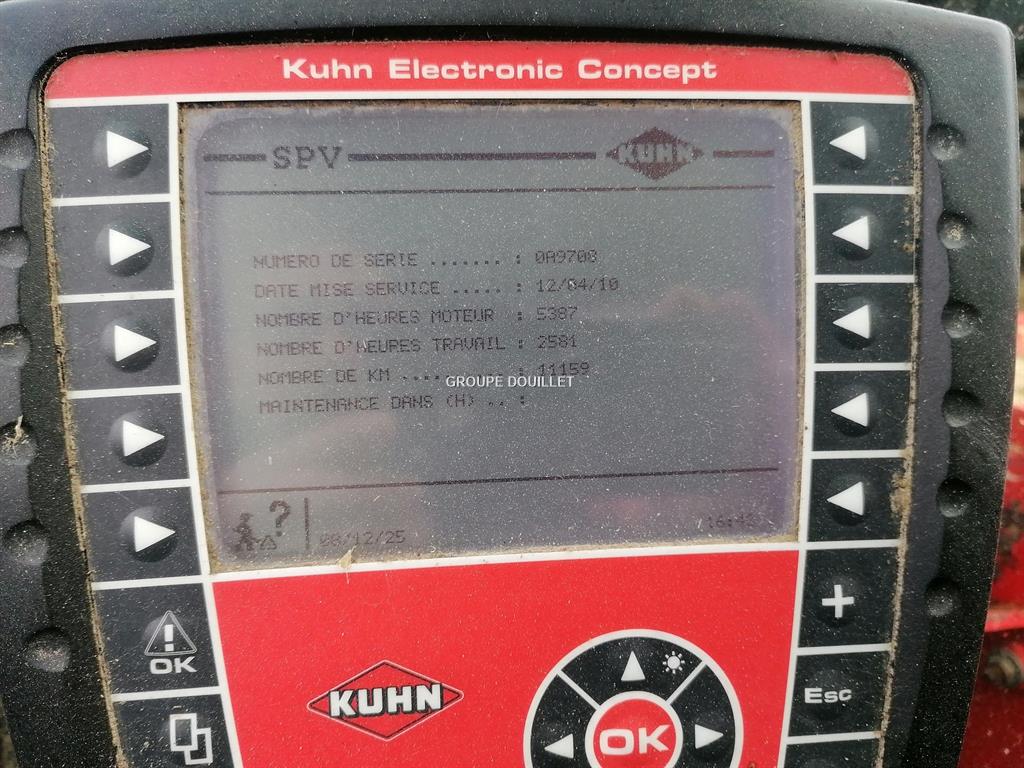 Kuhn Electronic Concept
SPV
KUHN
NUMERO DE SERIE ....... : 0A9708
DATE MISE SERVICE ..... : 12/04/10
NOMBRE D'HEURES MOTEUR : 5387
NOMBRE D'HEURES TRAVAIL : 2581
NOMBRE DE KM .......... : 11159
GROUPE DOUILLET
MAINTENANCE DANS (H) .. :
?
08/12/25
OK
KUHN
OK
+
Esc